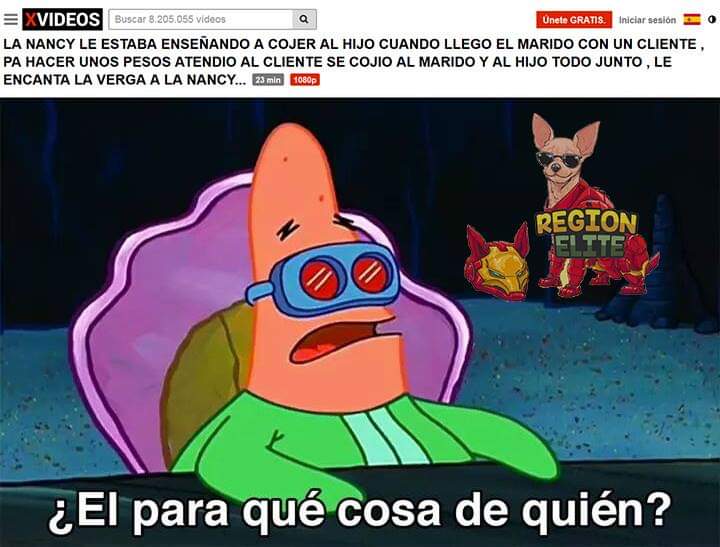 XVIDEOS
Buscar 8.205.055 videos
Únete GRATIS.
Iniciar sesión
LA NANCY LE ESTABA ENSEÑANDO A COJER AL HIJO CUANDO LLEGO EL MARIDO CON UN CLIENTE ,
PA HACER UNOS PESOS ATENDIO AL CLIENTE SE COJIO AL MARIDO Y AL HIJO TODO JUNTO , LE
ENCANTA LA VERGA A LA NANCY... 23 min 1080p
REGION
ELITE
¿El para qué cosa de quién?